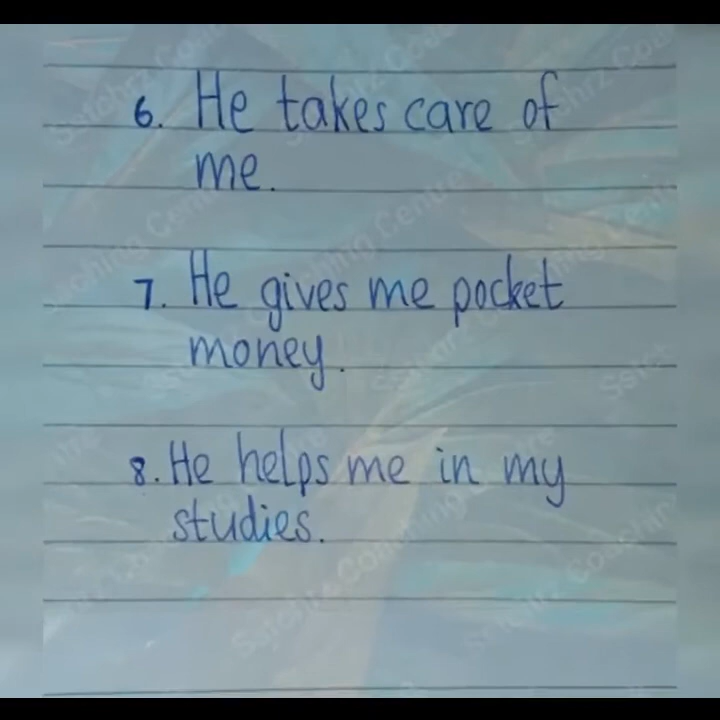 6. He takes care of
me.
7. He gives me pocket
money.
8. He helps me in my
studies.